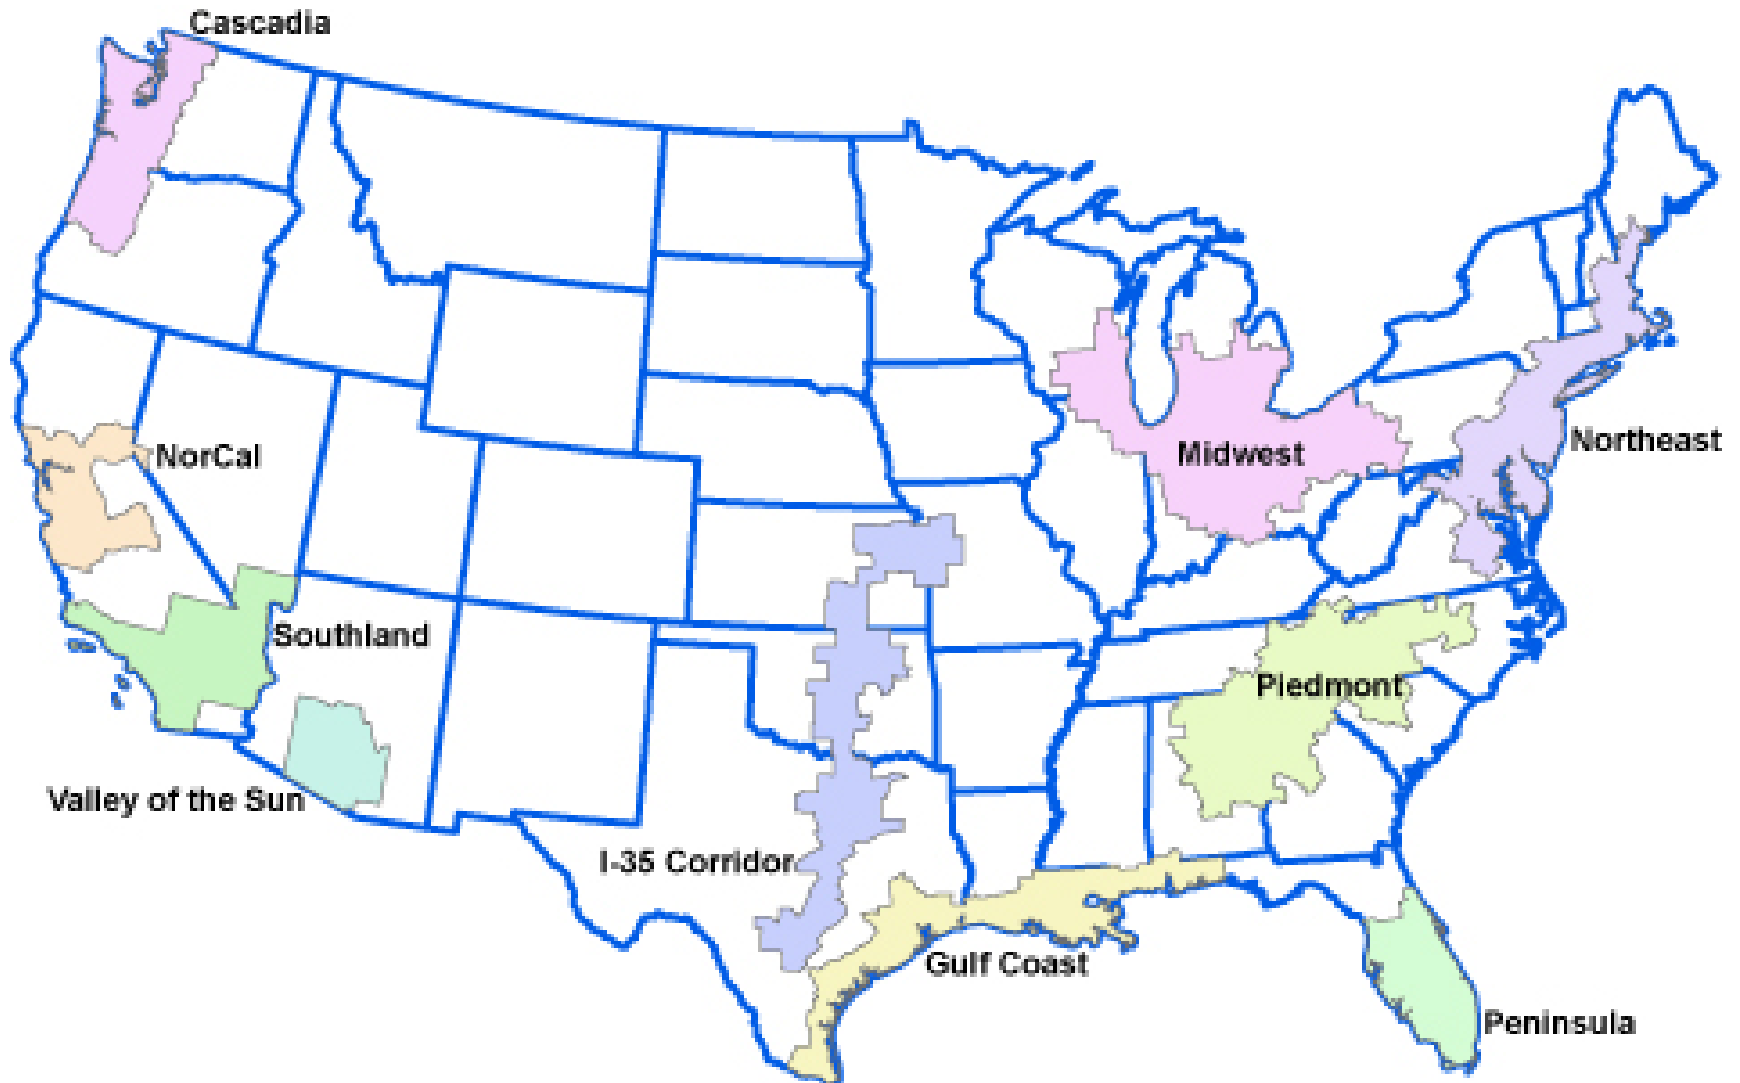 Cascadia
Northeast
Midwest
NorCal
Southland
Piedmont
Valley of the Sun
I-35 Corridor
Gulf Coast
Peninsula